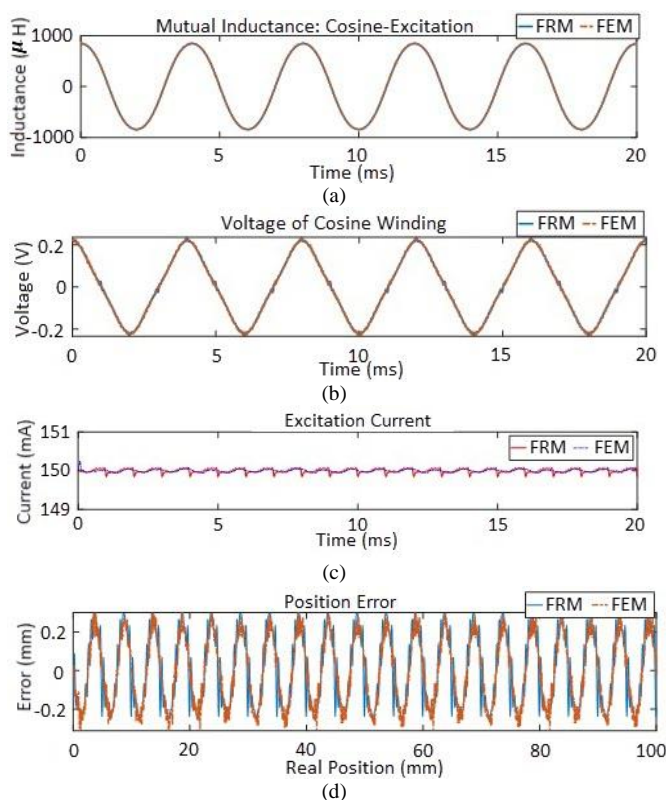 Mutual Inductance: Cosine-Excitation
FRM FEM
Inductance (μ H)
1000
0
-1000
0 5 10 15 20
Time (ms)
(a)
Voltage of Cosine Winding
FRM FEM
Voltage (V)
0.2
0
-0.2
0 5 10 15 20
Time (ms)
(b)
Excitation Current
FRM FEM
Current (mA)
151
150
149
0 5 10 15 20
Time (ms)
(c)
Position Error
FRM FEM
Error (mm)
0.2
0
-0.2
0 20 40 60 80 100
Real Position (mm)
(d)